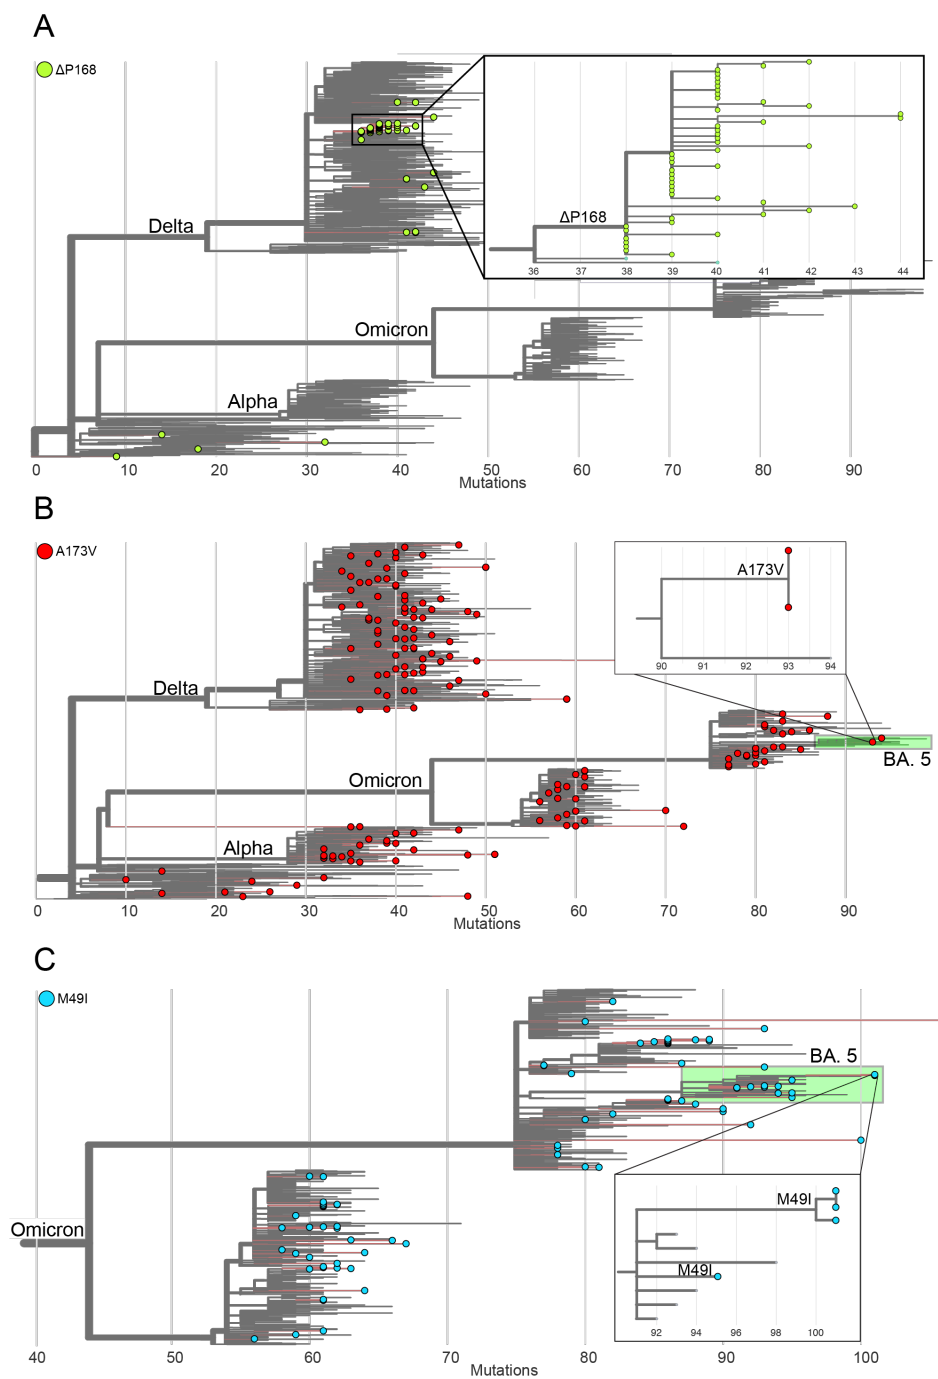 A
ΔP168
Delta
ΔP168
36 37 38 39 40 41 42 43 44
Omicron
Alpha
0 10 20 30 40 50 60 70 80 90
Mutations
B
A173V
A173V
90 91 92 93 94
Delta
BA. 5
Omicron
Alpha
0 10 20 30 40 50 60 70 80 90
Mutations
C
M49I
BA. 5
M49I
Omicron
M49I
92 94 96 98 100
40 50 60 70 80 90 100
Mutations